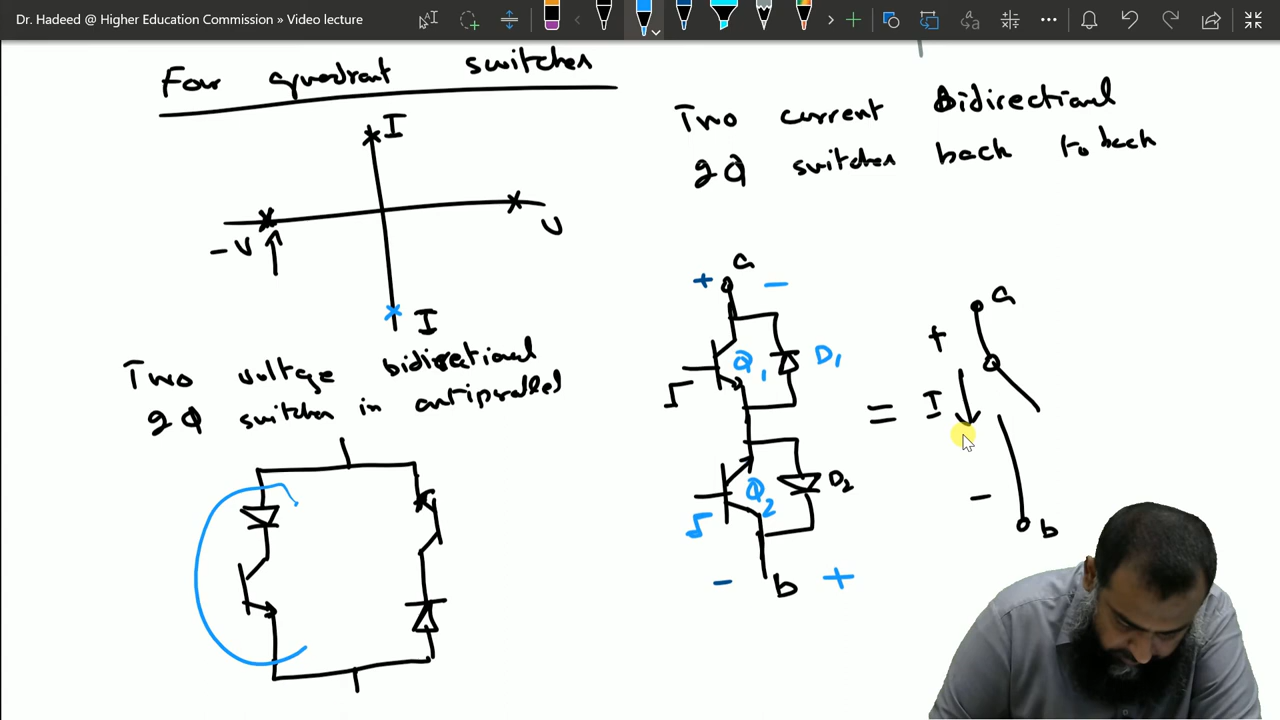 Dr. Hadeed @ Higher Education Commission » Video lecture
Four quadrant switches
I
-V
V
I
Two voltage bidirectional
2Q switches in antiparallel
Two current Bidirectional
2Q switches back to back
a
+ -
Q1 D1
Q2 D2
- b +
=
a
+
I
-
b